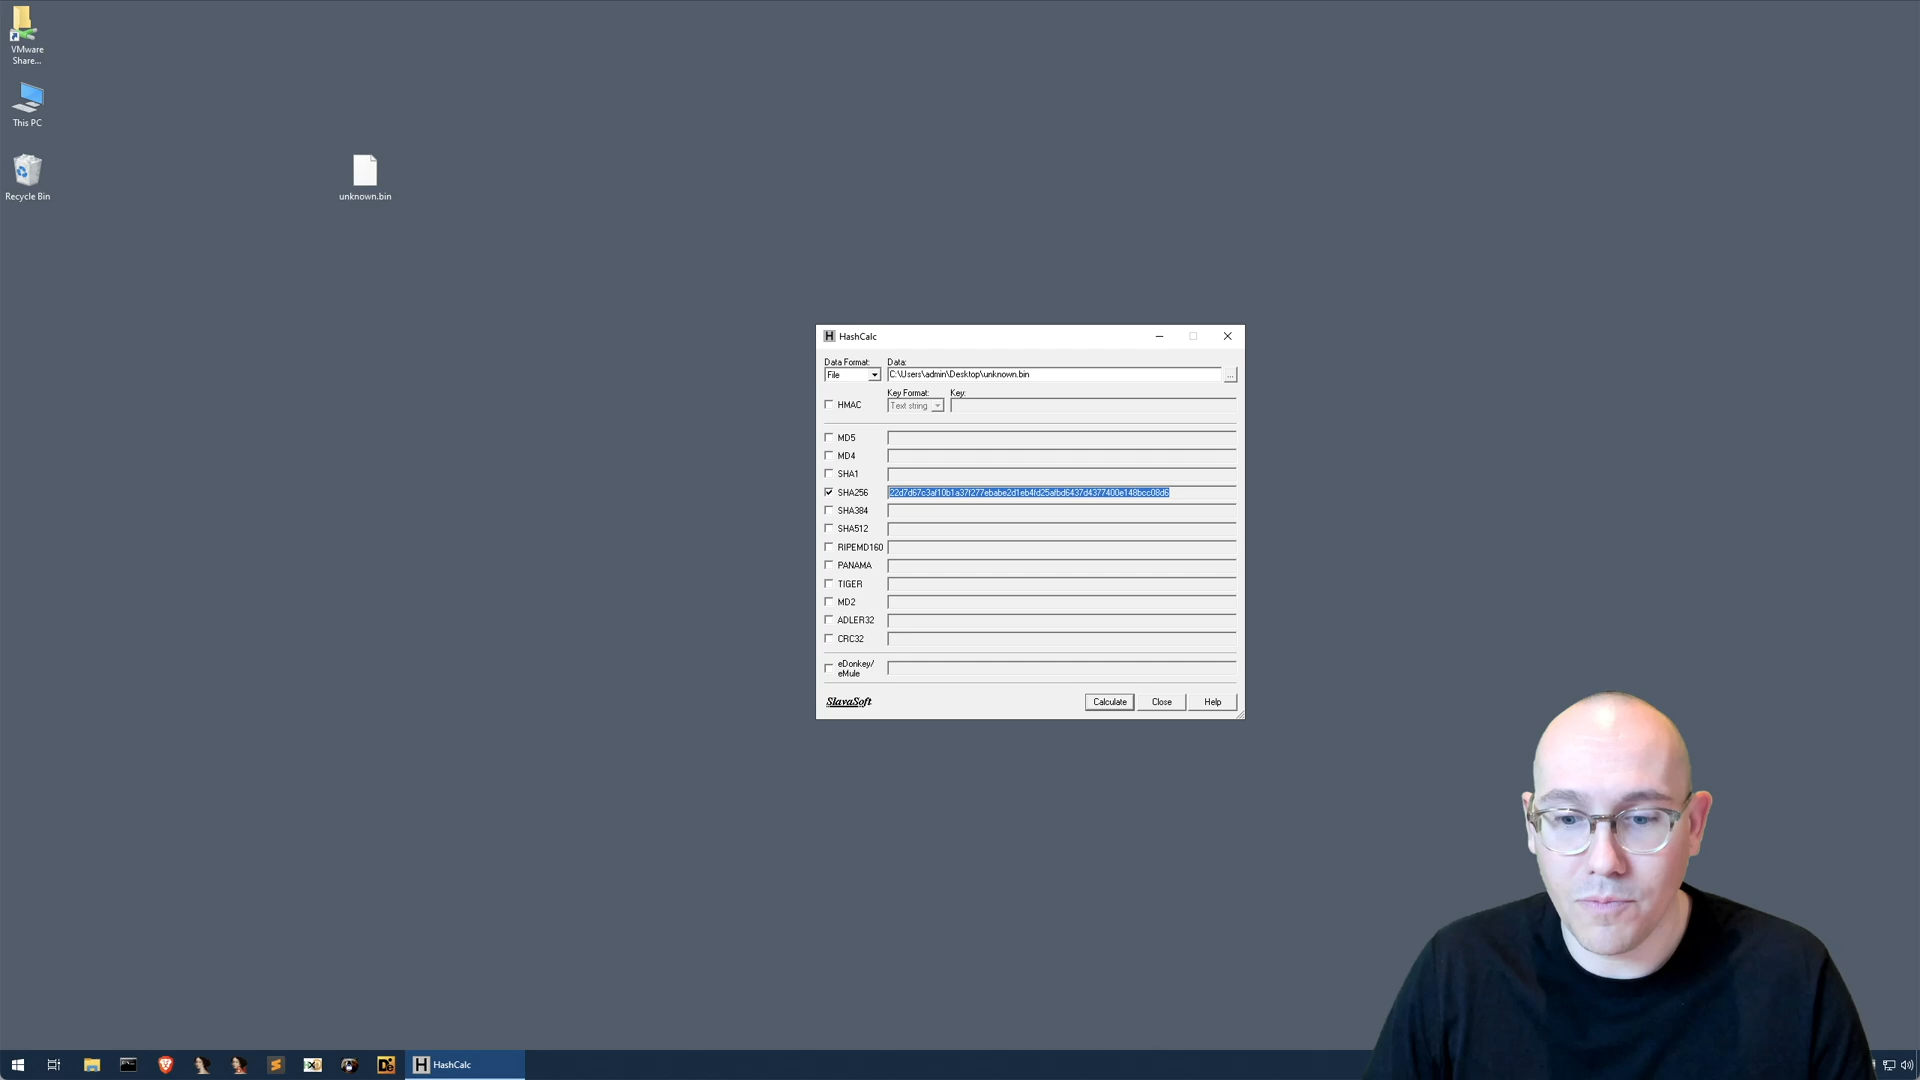 VMware
Share...
This PC
Recycle Bin
unknown.bin
HashCalc
Data Format:
Data:
File
C:\Users\admin\Desktop\unknown.bin
...
Key Format:
Key:
HMAC
Text string
MD5
MD4
SHA1
SHA256
22d7d67c3af10b1a37f277ebabe2d1eb4fd25afbd6437d4377400e148bcc08d6
SHA384
SHA512
RIPEMD160
PANAMA
TIGER
MD2
ADLER32
CRC32
eDonkey/
eMule
SlavaSoft
Calculate
Close
Help
HashCalc